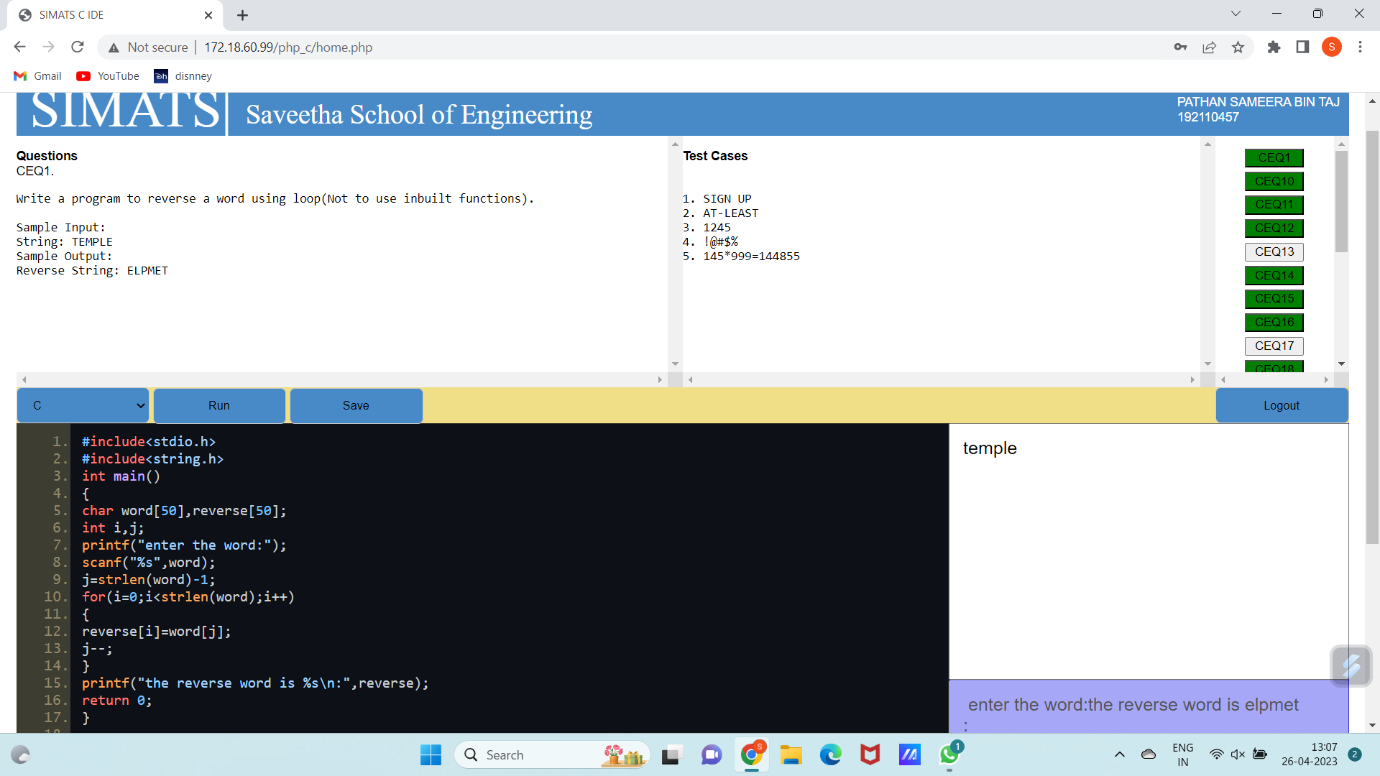 SIMATS C IDE
Not secure
172.18.60.99/php_c/home.php
S
Gmail
YouTube
disnney
SIMATS
Saveetha School of Engineering
PATHAN SAMEERA BIN TAJ
192110457
Questions
CEQ1.
Write a program to reverse a word using loop(Not to use inbuilt functions).
Sample Input:
String: TEMPLE
Sample Output:
Reverse String: ELPMET
Test Cases
1. SIGN UP
2. AT-LEAST
3. 1245
4. !@#$%
5. 145*999=144855
CEQ1
CEQ10
CEQ11
CEQ12
CEQ13
CEQ14
CEQ15
CEQ16
CEQ17
CEQ18
C
Run
Save
Logout
1. #include<stdio.h>
2. #include<string.h>
3. int main()
4. {
5. char word[50],reverse[50];
6. int i,j;
7. printf("enter the word:");
8. scanf("%s",word);
9. j=strlen(word)-1;
10. for(i=0;i<strlen(word);i++)
11. {
12. reverse[i]=word[j];
13. j--;
14. }
15. printf("the reverse word is %s\n:",reverse);
16. return 0;
17. }
18.
temple
enter the word:the reverse word is elpmet
:
Search
S
1
ENG
IN
13:07
26-04-2023
2